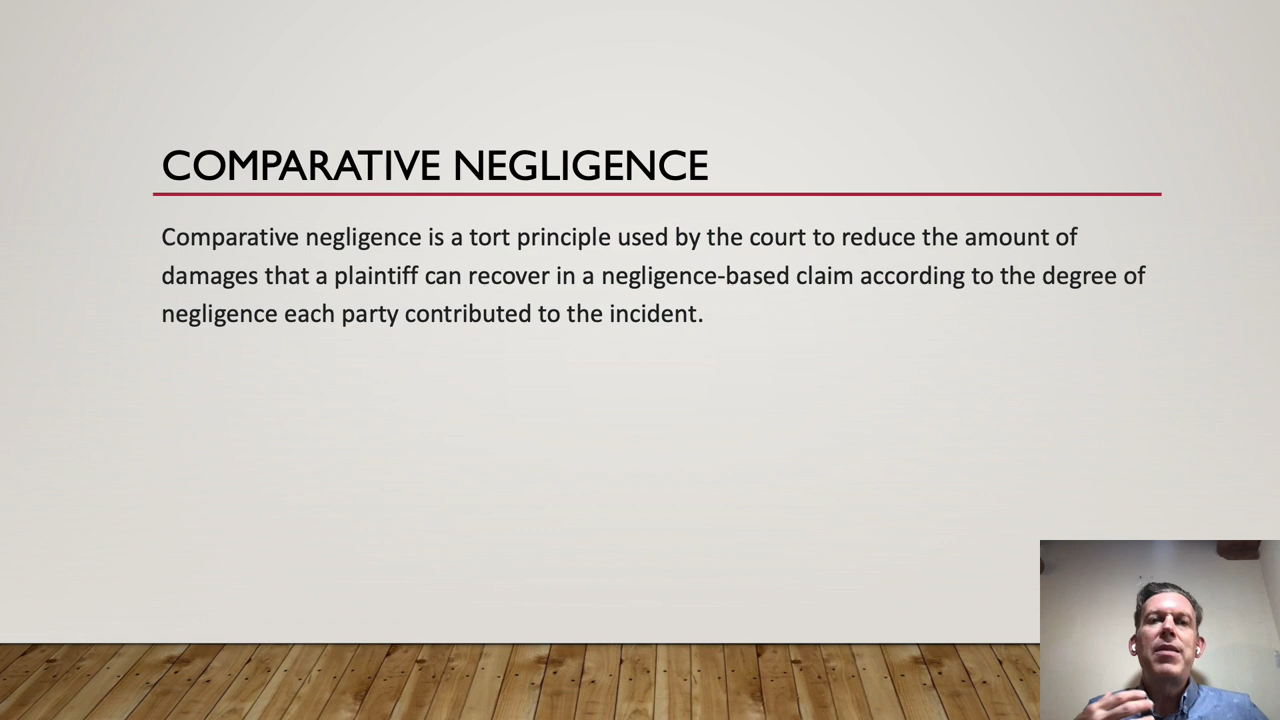 COMPARATIVE NEGLIGENCE
Comparative negligence is a tort principle used by the court to reduce the amount of
damages that a plaintiff can recover in a negligence-based claim according to the degree of
negligence each party contributed to the incident.